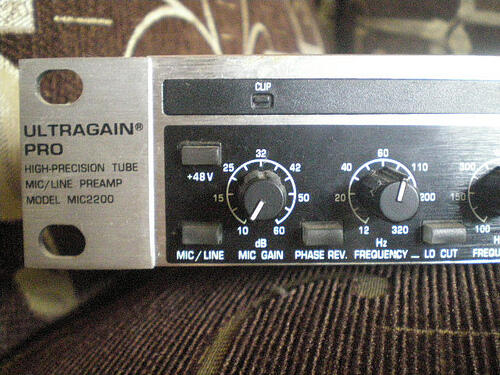 CLIP
ULTRAGAIN®
PRO
HIGH-PRECISION TUBE
MIC/LINE PREAMP
MODEL MIC2200
+48V
MIC/LINE
10 15 25 32 42 50 60
dB
MIC GAIN
PHASE REV.
12 20 40 60 110 200 320
Hz
FREQUENCY
LO CUT
100 150 300